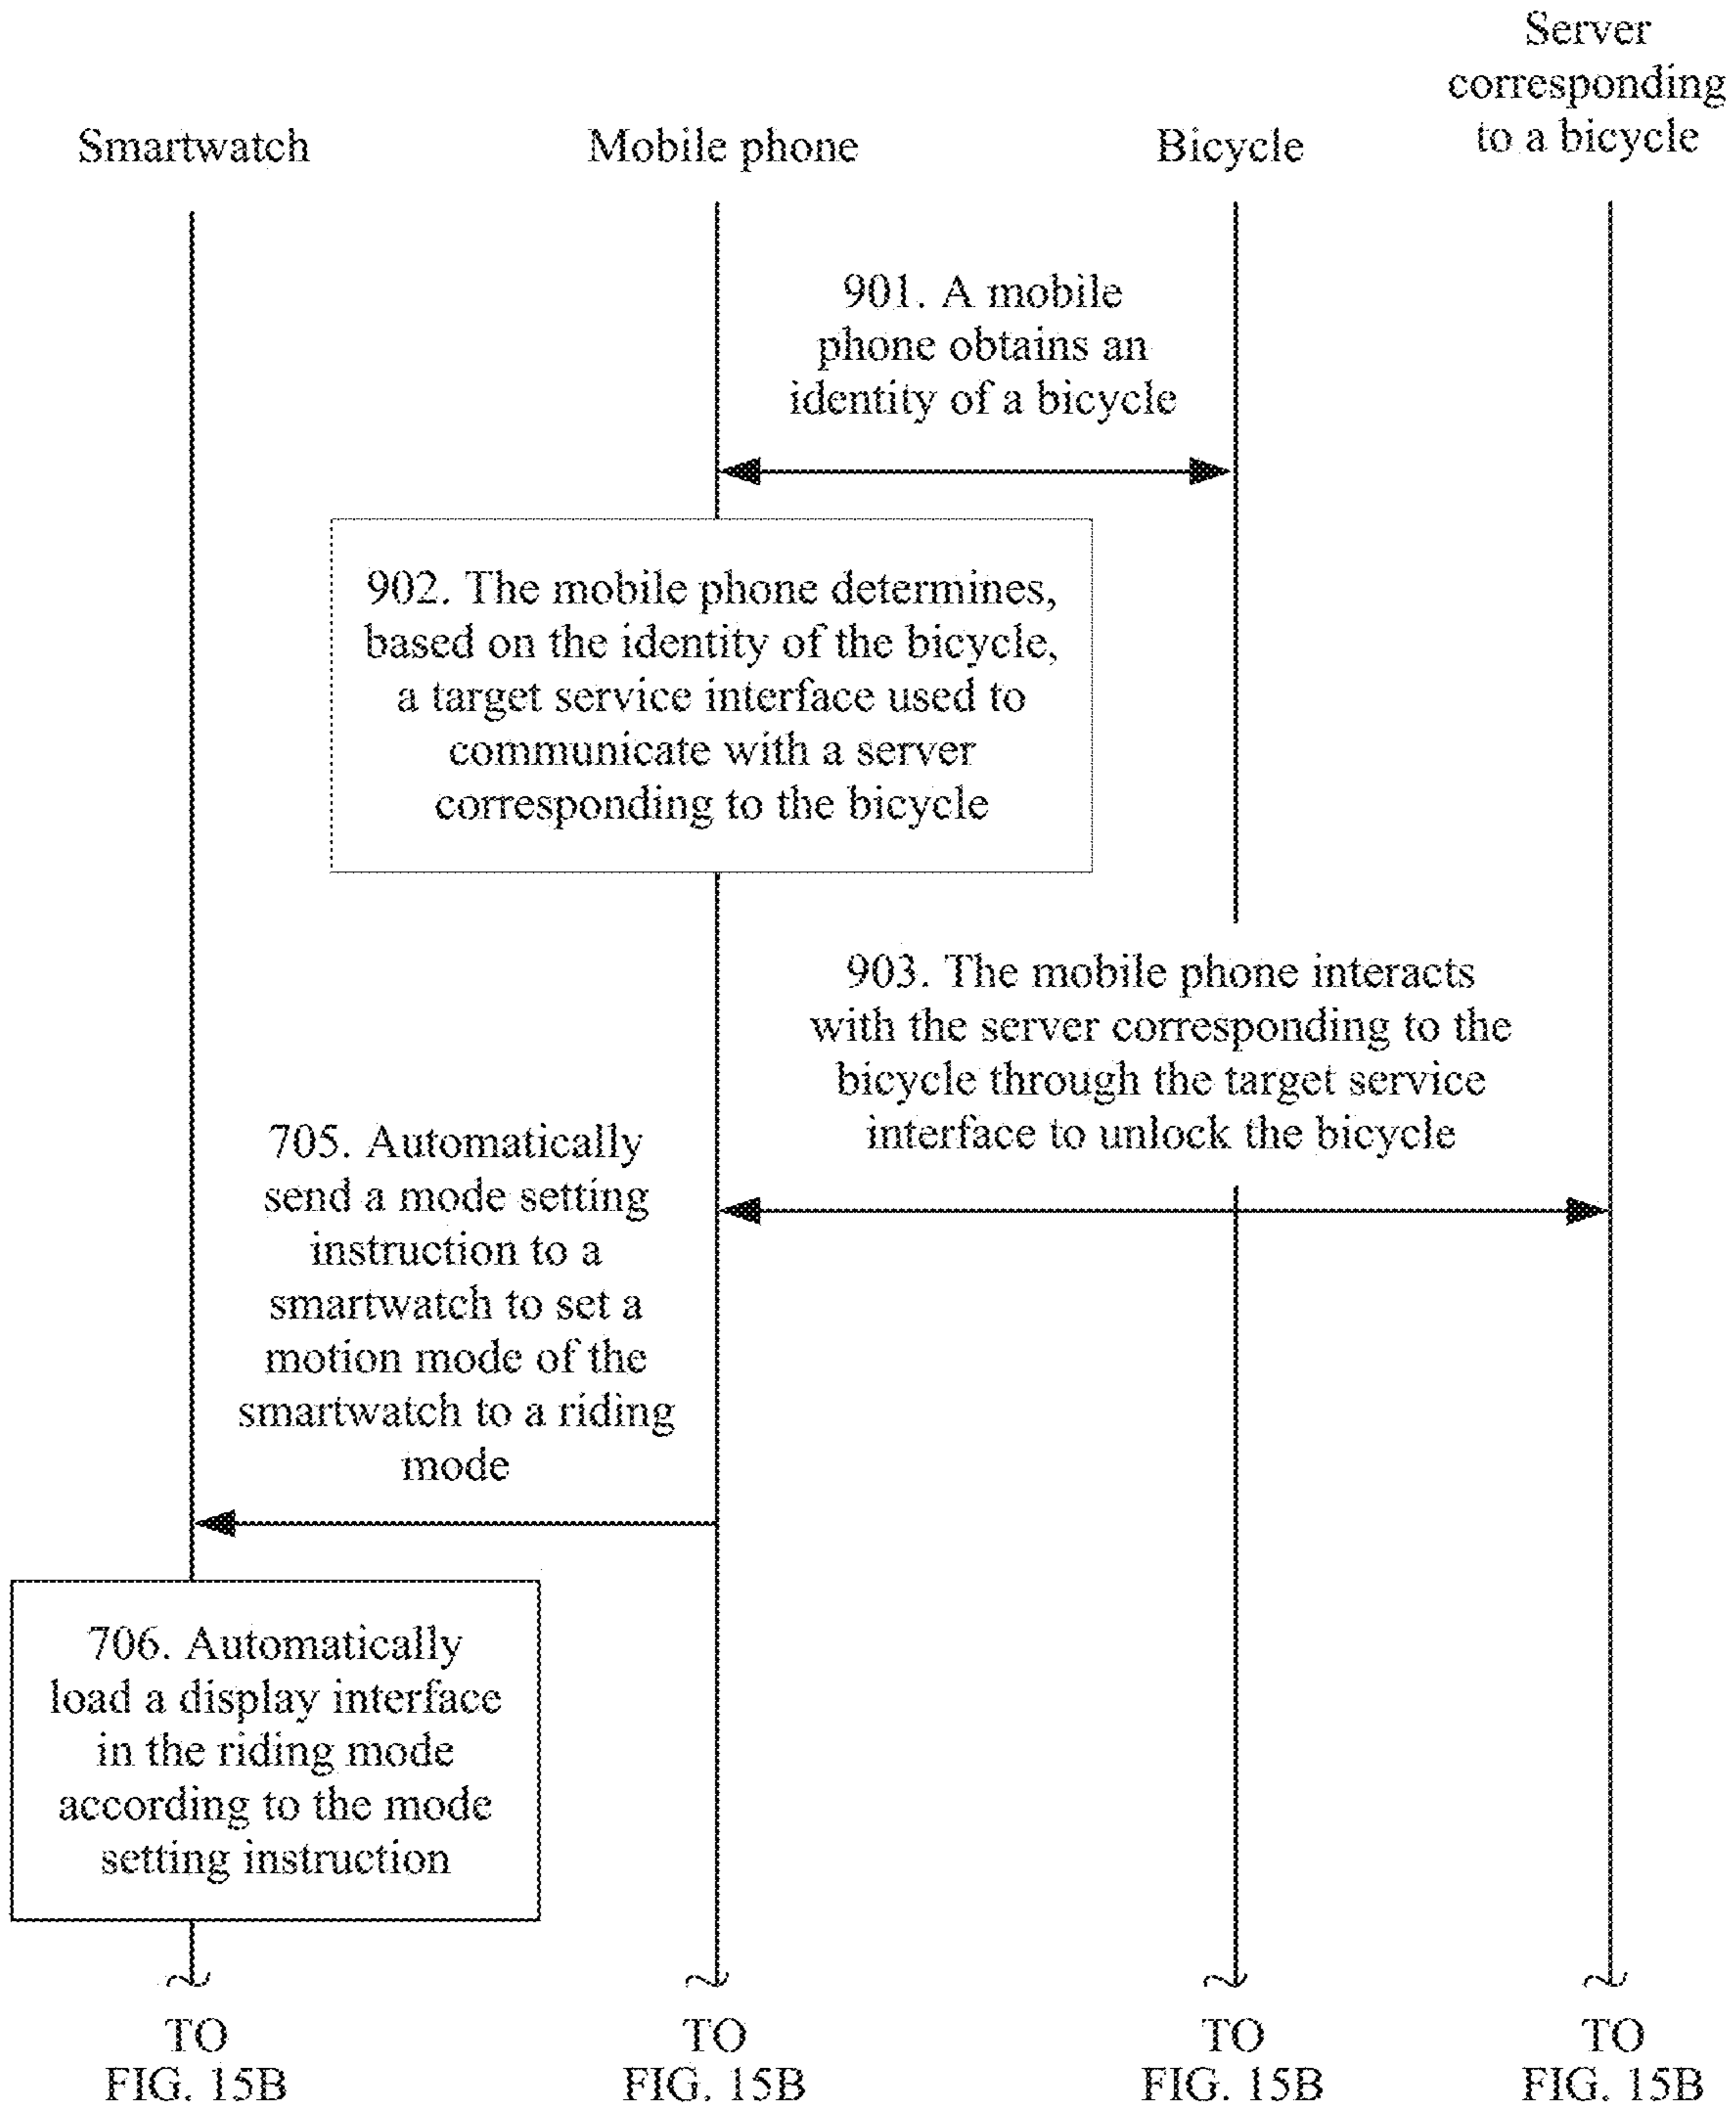 Smartwatch
Mobile phone
Bicycle
Server
corresponding
to a bicycle
901. A mobile
phone obtains an
identity of a bicycle
902. The mobile phone determines,
based on the identity of the bicycle,
a target service interface used to
communicate with a server
corresponding to the bicycle
903. The mobile phone interacts
with the server corresponding to the
bicycle through the target service
interface to unlock the bicycle
705. Automatically
send a mode setting
instruction to a
smartwatch to set a
motion mode of the
smartwatch to a riding
mode
706. Automatically
load a display interface
in the riding mode
according to the mode
setting instruction
TO
FIG. 15B
TO
FIG. 15B
TO
FIG. 15B
TO
FIG. 15B